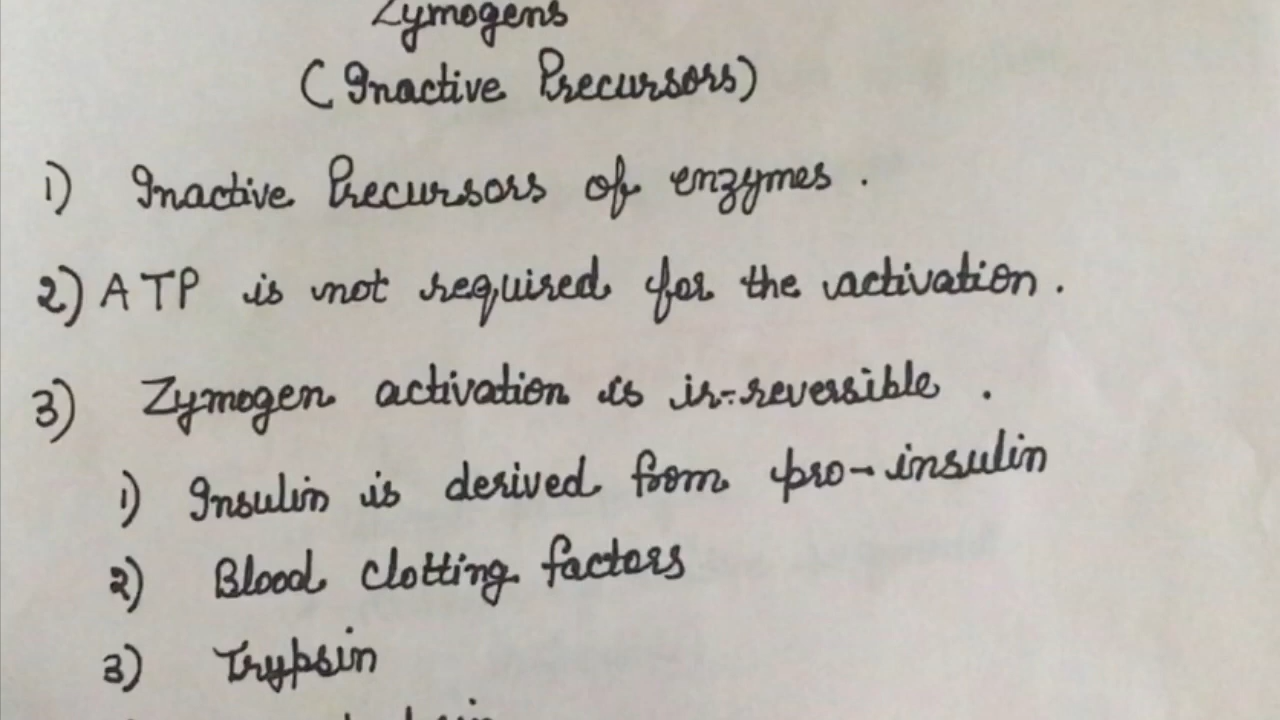 Zymogens
(Inactive Precursors)
1) Inactive Precursors of enzymes.
2) ATP is not required for the activation.
3) Zymogen activation is ir-reversible.
1) Insulin is derived from pro-insulin
2) Blood clotting factors
3) Trypsin